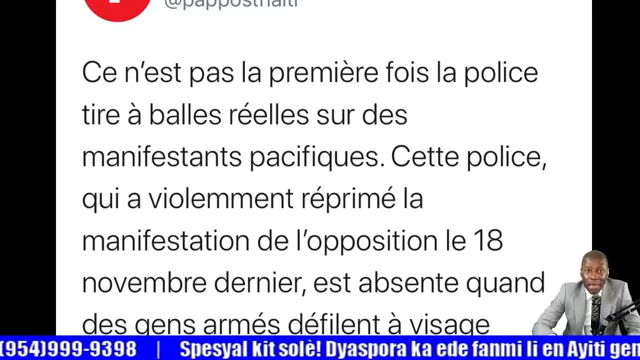 @papposthaiti
Ce n’est pas la première fois la police
tire à balles réelles sur des
manifestants pacifiques. Cette police,
qui a violemment réprimé la
manifestation de l’opposition le 18
novembre dernier, est absente quand
des gens armés défilent à visage
(954)999-9398 | Spesyal kit solè! Dyaspora ka ede fanmi li en Ayiti gen